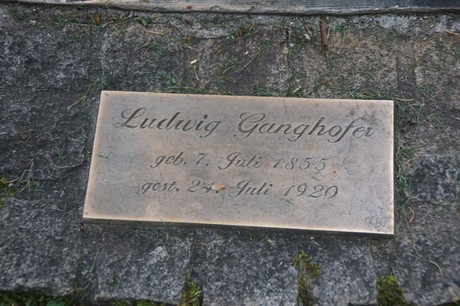 Ludwig Ganghofer
geb. 7. Juli 1855
gest. 24. Juli 1920